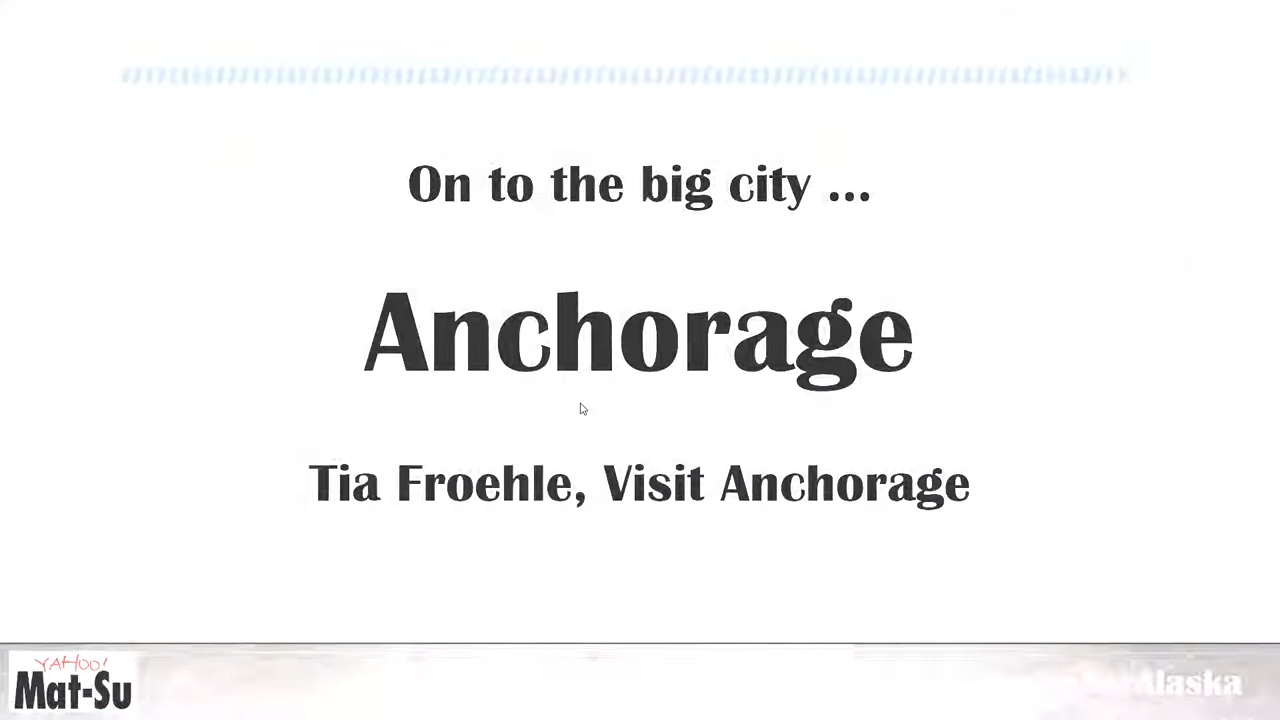 On to the big city ...
Anchorage
Tia Froehle, Visit Anchorage
YAHOO!
Mat-Su
Alaska